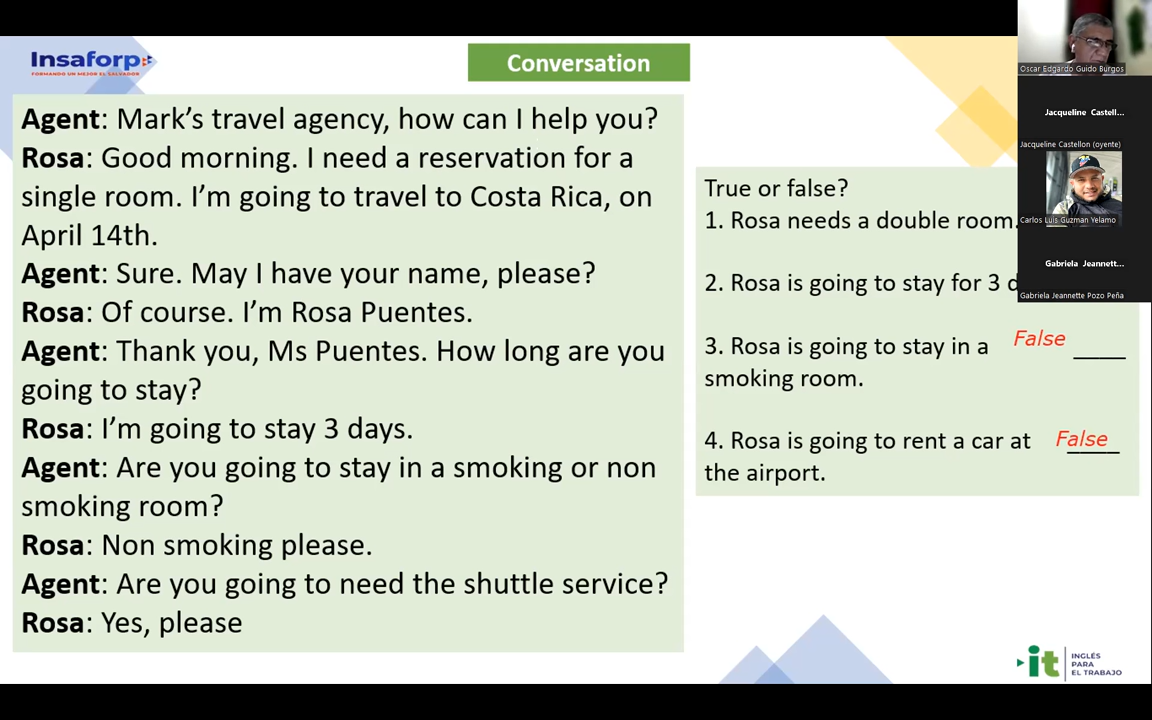 Insaforp
FORMANDO UN MEJOR EL SALVADOR
Conversation
Agent: Mark's travel agency, how can I help you?
Rosa: Good morning. I need a reservation for a
single room. I'm going to travel to Costa Rica, on
April 14th.
Agent: Sure. May I have your name, please?
Rosa: Of course. I'm Rosa Puentes.
Agent: Thank you, Ms Puentes. How long are you
going to stay?
Rosa: I'm going to stay 3 days.
Agent: Are you going to stay in a smoking or non
smoking room?
Rosa: Non smoking please.
Agent: Are you going to need the shuttle service?
Rosa: Yes, please
True or false?
1. Rosa needs a double room.
2. Rosa is going to stay for 3 d
3. Rosa is going to stay in a False ____
smoking room.
4. Rosa is going to rent a car at False ____
the airport.
Oscar Edgardo Guido Burgos
Jacqueline Castell...
Jacqueline Castellon (oyente)
Carlos Luis Guzman Yelamo
Gabriela Jeannett...
Gabriela Jeannette Pozo Peña
it
INGLÉS
PARA
EL TRABAJO